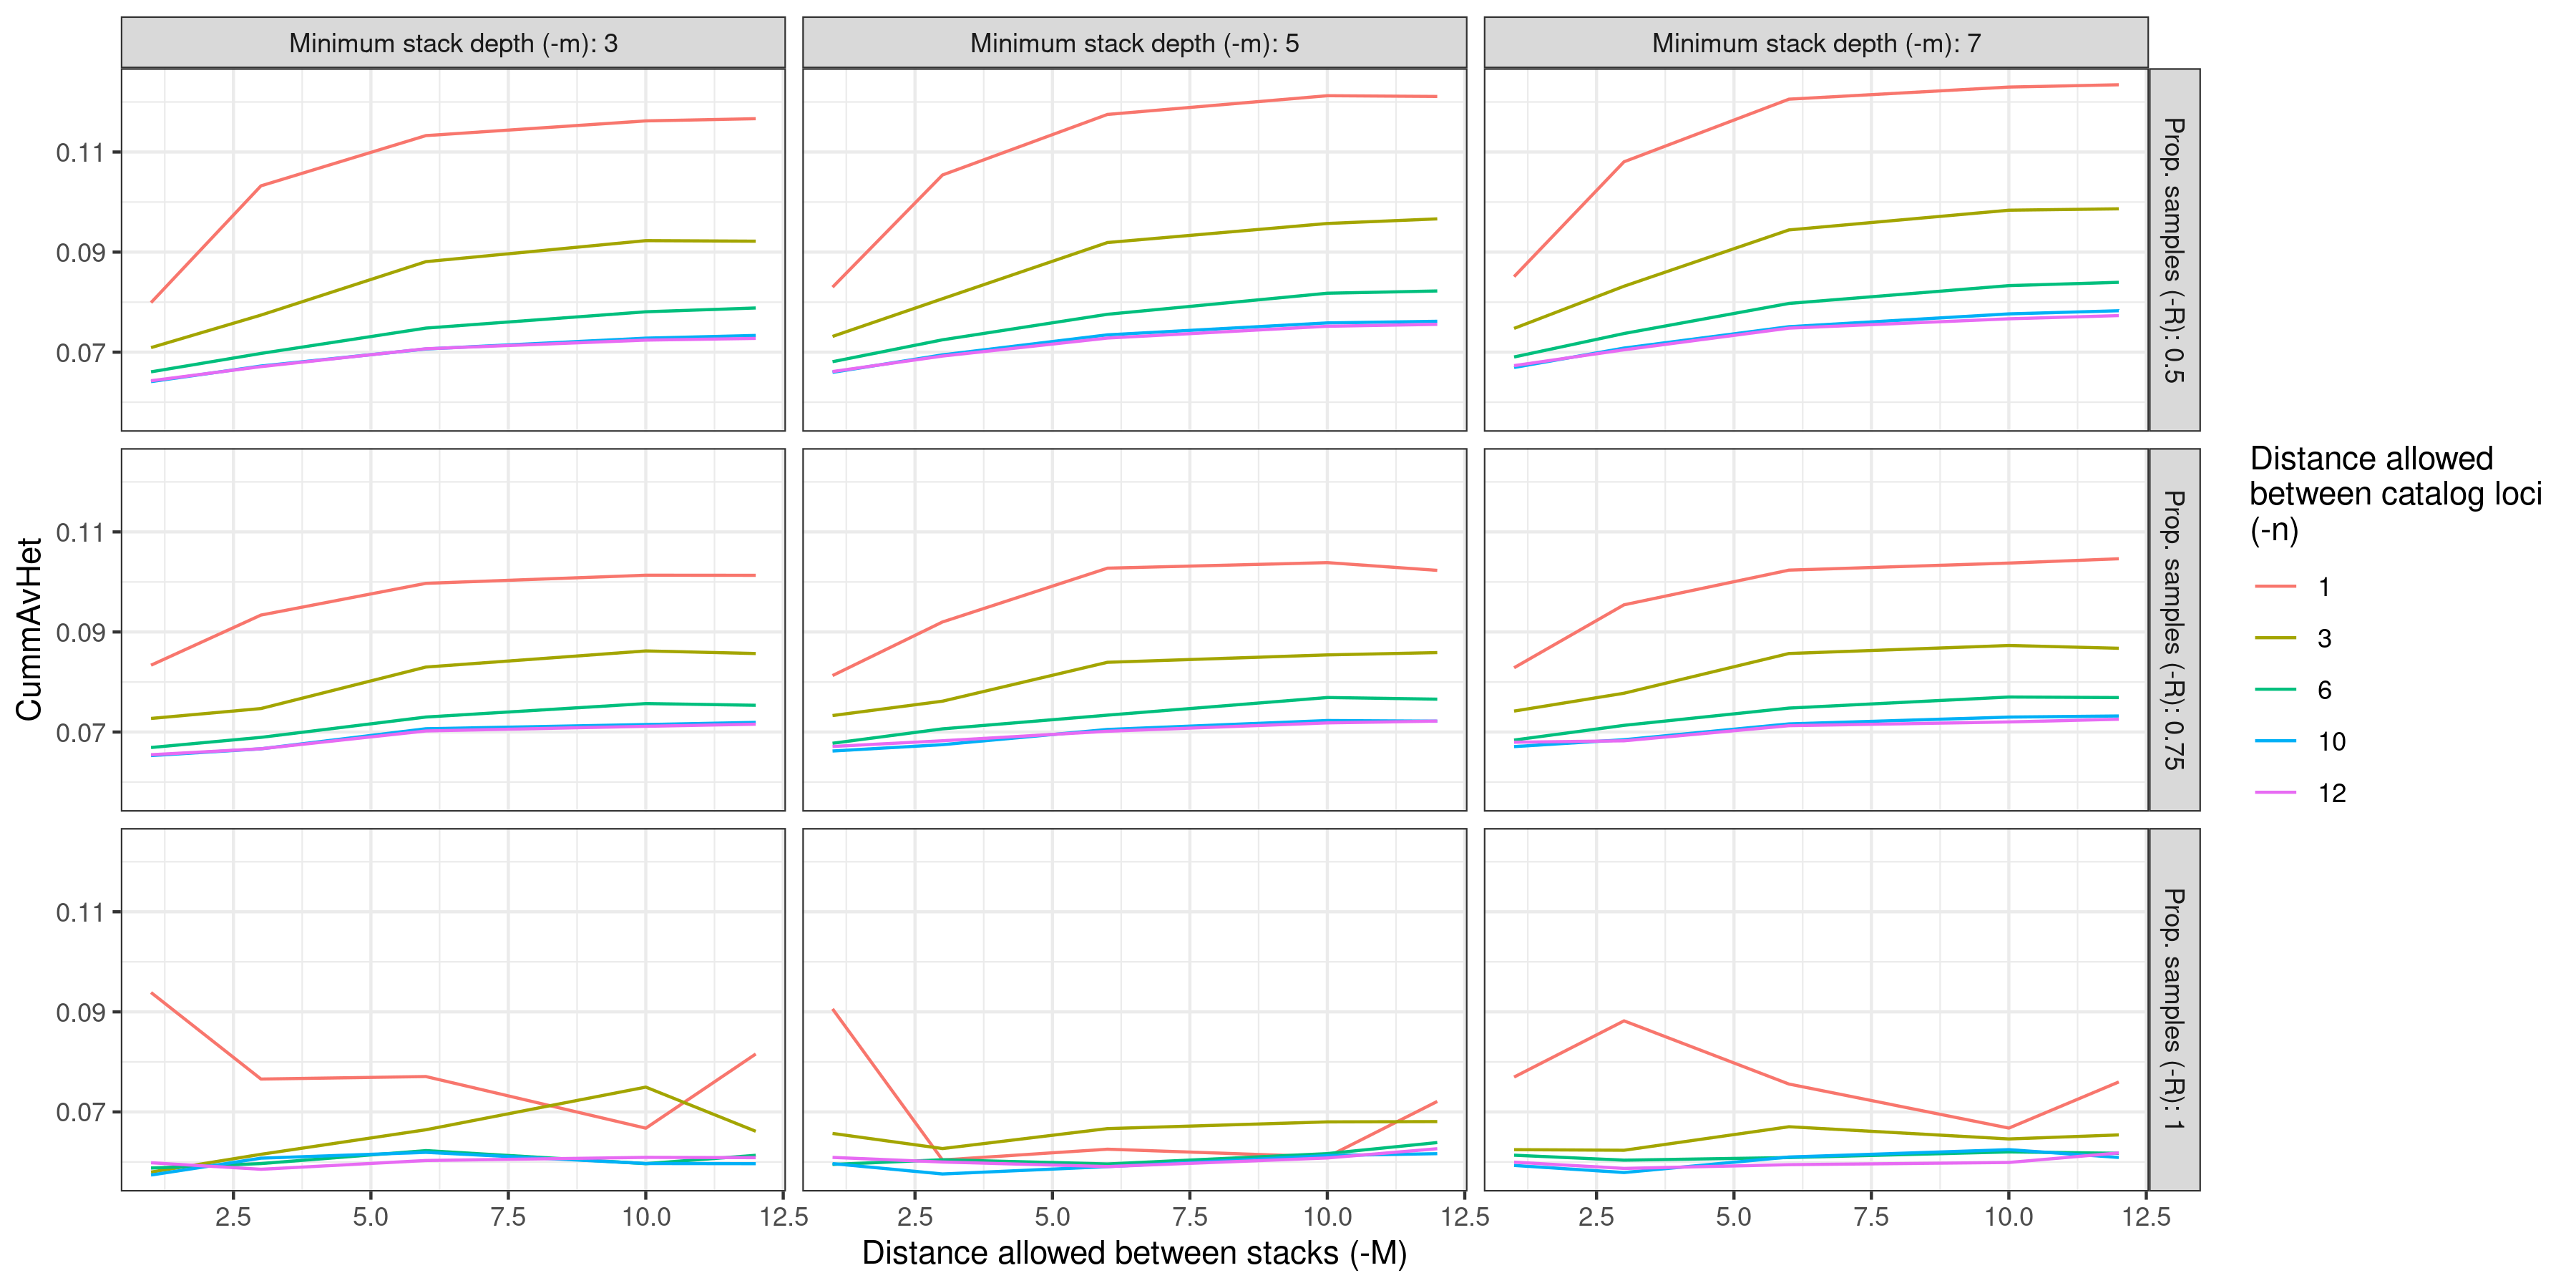 Minimum stack depth (-m): 3
Minimum stack depth (-m): 5
Minimum stack depth (-m): 7
0.11
0.09
0.07
Prop. samples (-R): 0.5
0.11
0.09
0.07
Prop. samples (-R): 0.75
0.11
0.09
0.07
Prop. samples (-R): 1
CummAvHet
2.5 5.0 7.5 10.0 12.5
2.5 5.0 7.5 10.0 12.5
2.5 5.0 7.5 10.0 12.5
Distance allowed between stacks (-M)
Distance allowed
between catalog loci
(-n)
1
3
6
10
12